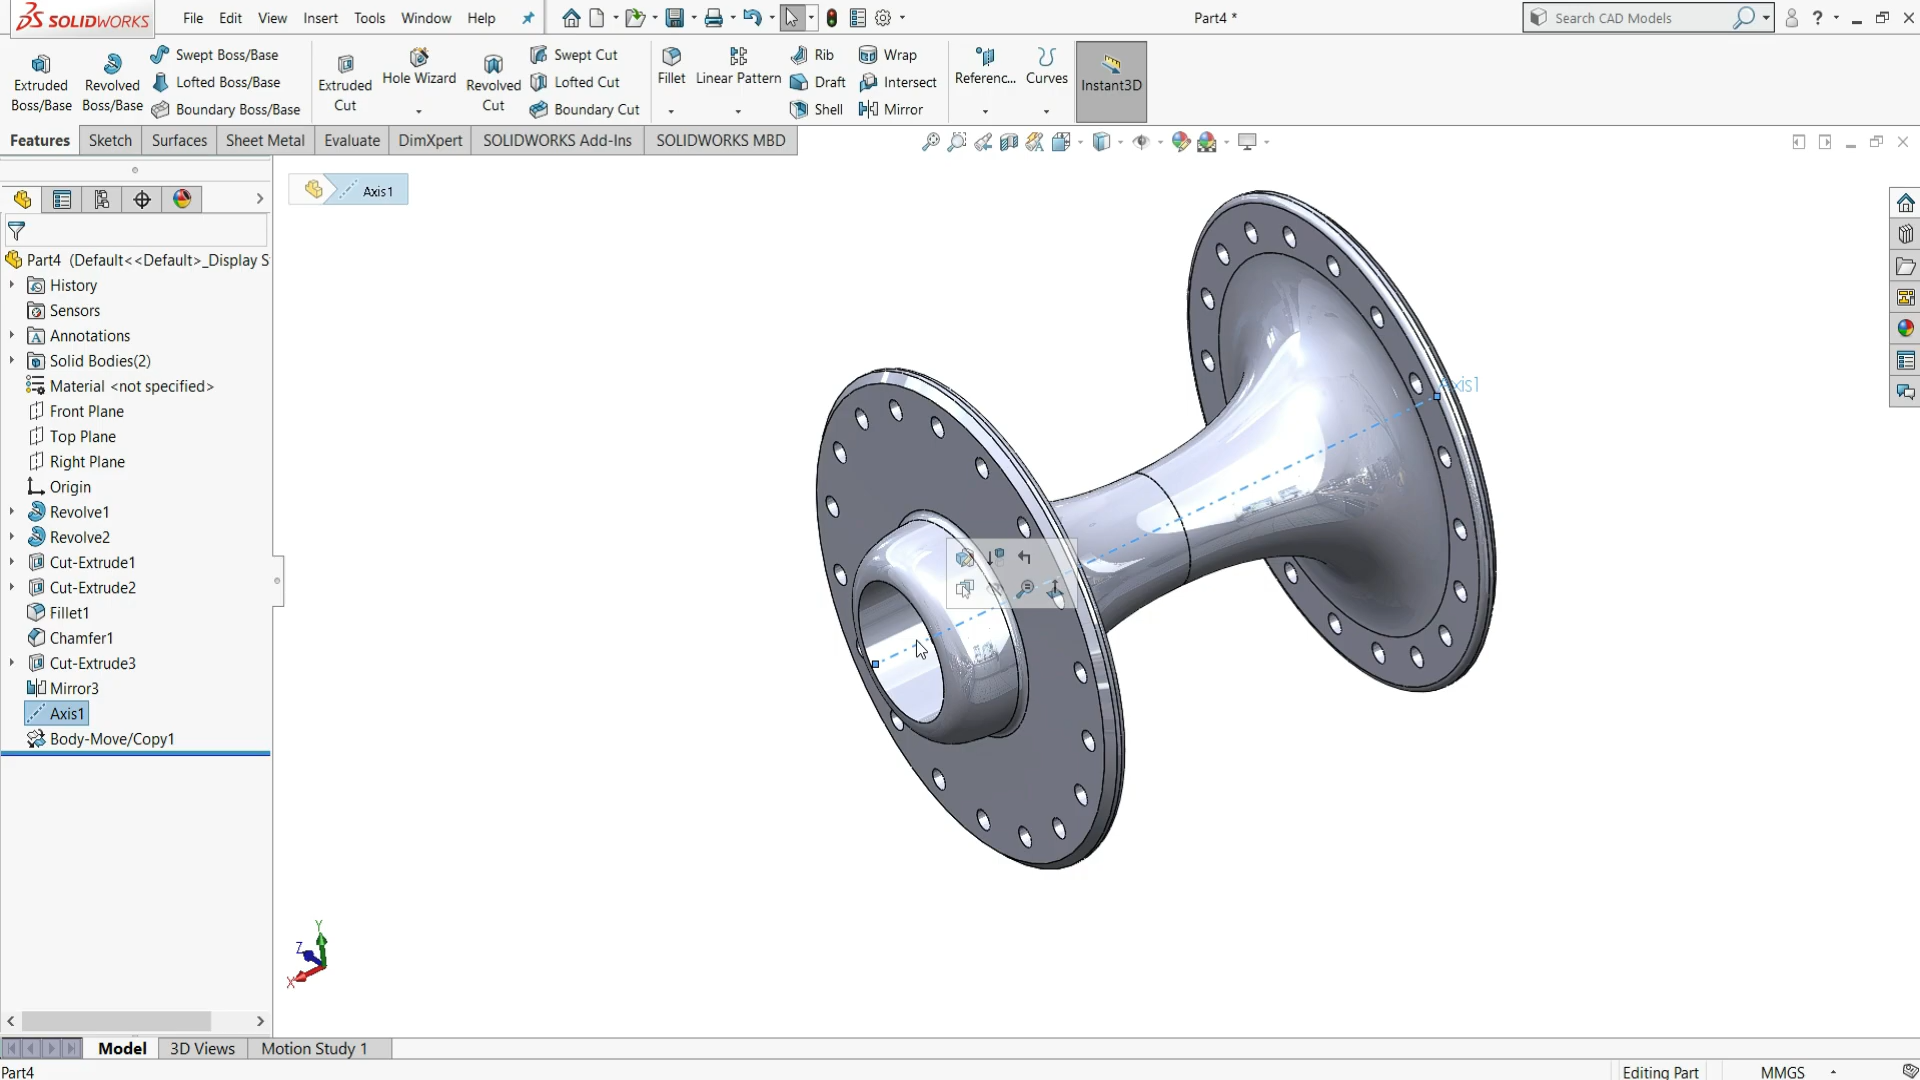 SOLIDWORKS File Edit View Insert Tools Window Help Part4 * Search CAD Models ?
Extruded Boss/Base
Revolved Boss/Base
Swept Boss/Base
Lofted Boss/Base
Boundary Boss/Base
Extruded Cut
Hole Wizard
Revolved Cut
Swept Cut
Lofted Cut
Boundary Cut
Fillet
Linear Pattern
Rib
Draft
Shell
Wrap
Intersect
Mirror
Referenc...
Curves
Instant3D
Features Sketch Surfaces Sheet Metal Evaluate DimXpert SOLIDWORKS Add-Ins SOLIDWORKS MBD
Axis1
Part4 (Default<<Default>_Display S
History
Sensors
Annotations
Solid Bodies(2)
Material <not specified>
Front Plane
Top Plane
Right Plane
Origin
Revolve1
Revolve2
Cut-Extrude1
Cut-Extrude2
Fillet1
Chamfer1
Cut-Extrude3
Mirror3
Axis1
Body-Move/Copy1
Axis1
Y
Z
X
Model 3D Views Motion Study 1
Part4 Editing Part MMGS